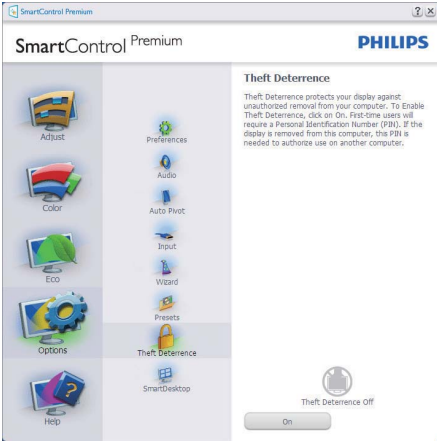 SmartControl Premium
? x
SmartControl Premium
PHILIPS
Adjust
Color
Eco
Options
Help
Preferences
Audio
Auto Pivot
Input
Wizard
Presets
Theft Deterrence
SmartDesktop
Theft Deterrence
Theft Deterrence protects your display against
unauthorized removal from your computer. To Enable
Theft Deterrence, click on On. First-time users will
require a Personal Identification Number (PIN). If the
display is removed from this computer, this PIN is
needed to authorize use on another computer.
Theft Deterrence Off
On